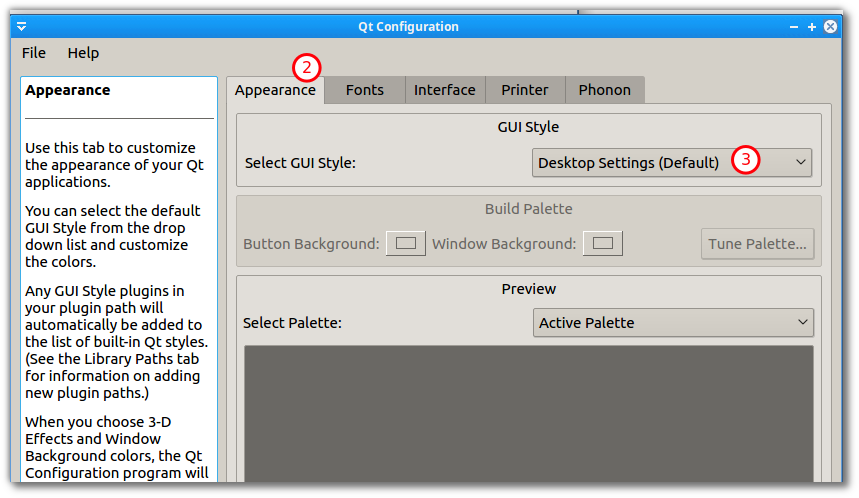 Qt Configuration
File Help
Appearance
Use this tab to customize
the appearance of your Qt
applications.
You can select the default
GUI Style from the drop
down list and customize
the colors.
Any GUI Style plugins in
your plugin path will
automatically be added to
the list of built-in Qt styles.
(See the Library Paths tab
for information on adding
new plugin paths.)
When you choose 3-D
Effects and Window
Background colors, the Qt
Configuration program will
2
Appearance Fonts Interface Printer Phonon
GUI Style
Select GUI Style: Desktop Settings (Default) 3
Build Palette
Button Background: Window Background: Tune Palette...
Preview
Select Palette: Active Palette